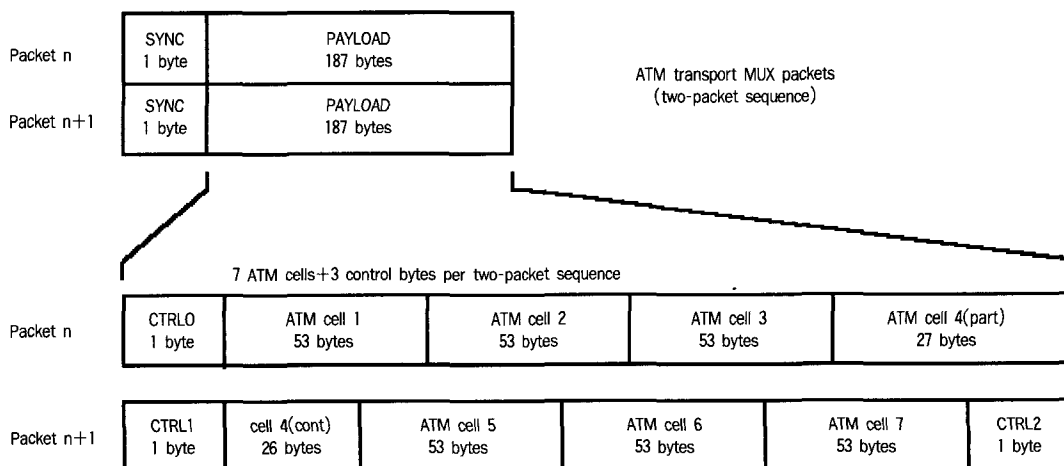 Packet n
SYNC
1 byte
PAYLOAD
187 bytes
ATM transport MUX packets
(two-packet sequence)
Packet n+1
SYNC
1 byte
PAYLOAD
187 bytes
7 ATM cells+3 control bytes per two-packet sequence
Packet n
CTRL0
1 byte
ATM cell 1
53 bytes
ATM cell 2
53 bytes
ATM cell 3
53 bytes
ATM cell 4(part)
27 bytes
Packet n+1
CTRL1
1 byte
cell 4(cont)
26 bytes
ATM cell 5
53 bytes
ATM cell 6
53 bytes
ATM cell 7
53 bytes
CTRL2
1 byte